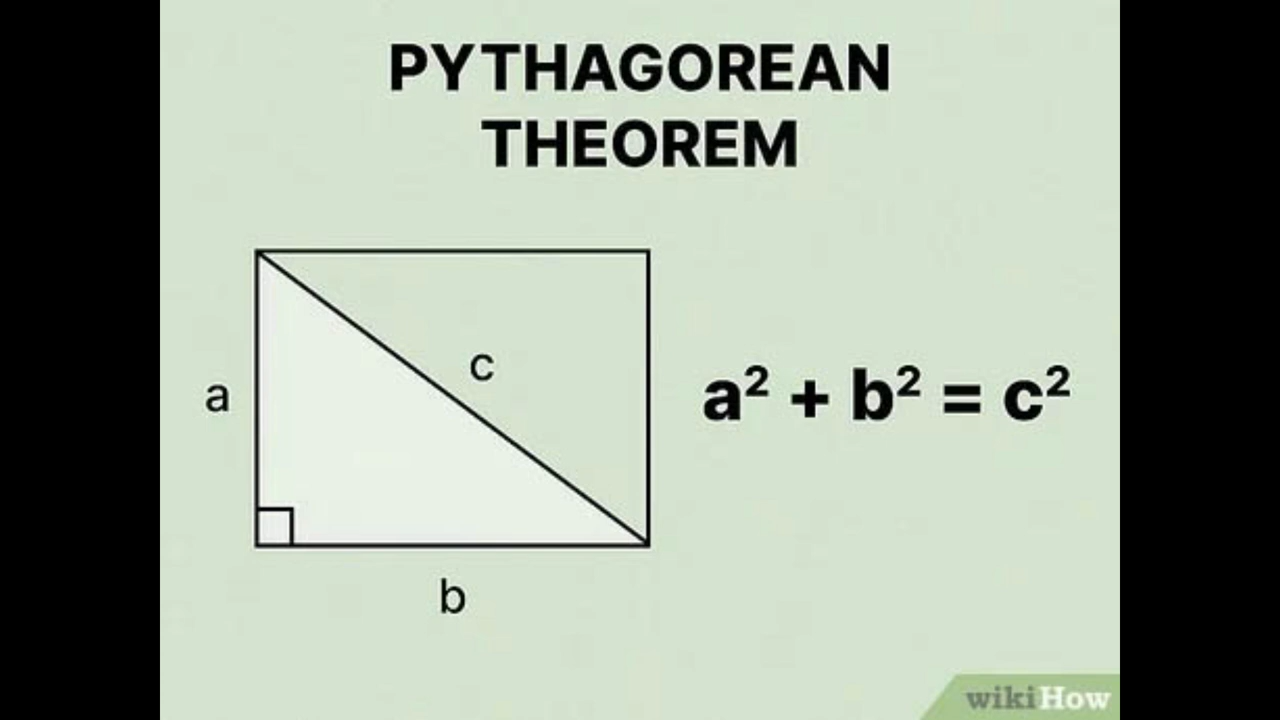 PYTHAGOREAN
THEOREM
c
a
a² + b² = c²
b
wikiHow